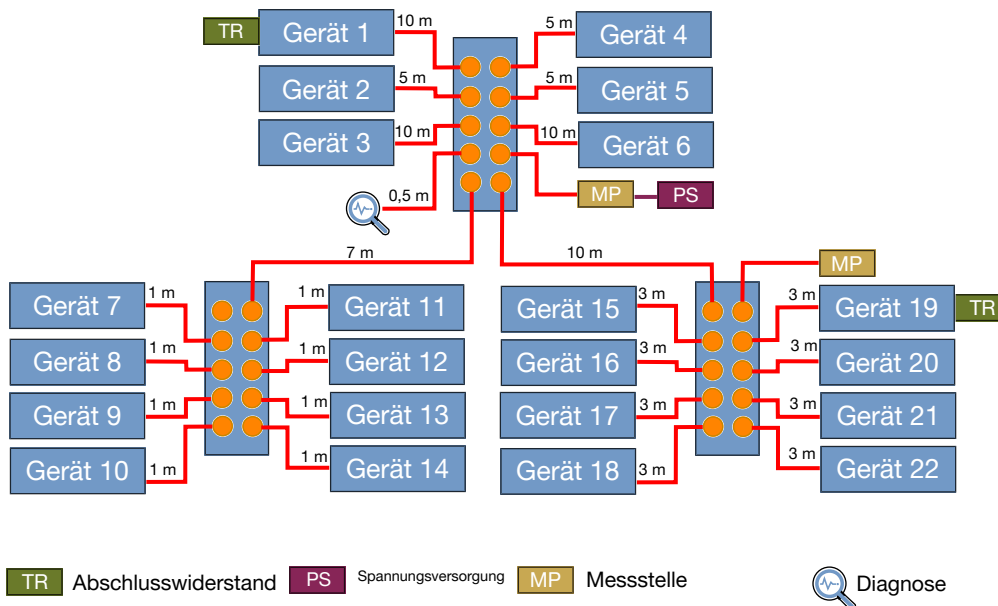 TR Gerät 1 10 m 5 m Gerät 4
Gerät 2 5 m 5 m Gerät 5
Gerät 3 10 m 10 m Gerät 6
0,5 m MP PS
7 m 10 m MP
Gerät 7 1 m 1 m Gerät 11 Gerät 15 3 m 3 m Gerät 19 TR
Gerät 8 1 m 1 m Gerät 12 Gerät 16 3 m 3 m Gerät 20
Gerät 9 1 m 1 m Gerät 13 Gerät 17 3 m 3 m Gerät 21
Gerät 10 1 m 1 m Gerät 14 Gerät 18 3 m 3 m Gerät 22
TR Abschlusswiderstand PS Spannungsversorgung MP Messstelle Diagnose